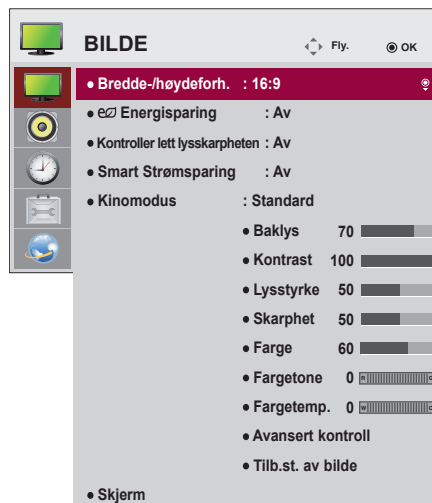 BILDE Fly. OK
• Bredde-/høydeforh. : 16:9
• Energisparing : Av
• Kontroller lett lysskarpheten : Av
• Smart Strømsparing : Av
• Kinomodus : Standard
• Baklys 70
• Kontrast 100
• Lysstyrke 50
• Skarphet 50
• Farge 60
• Fargetone 0 R
• Fargetemp. 0 W
• Avansert kontroll
• Tilb.st. av bilde
• Skjerm